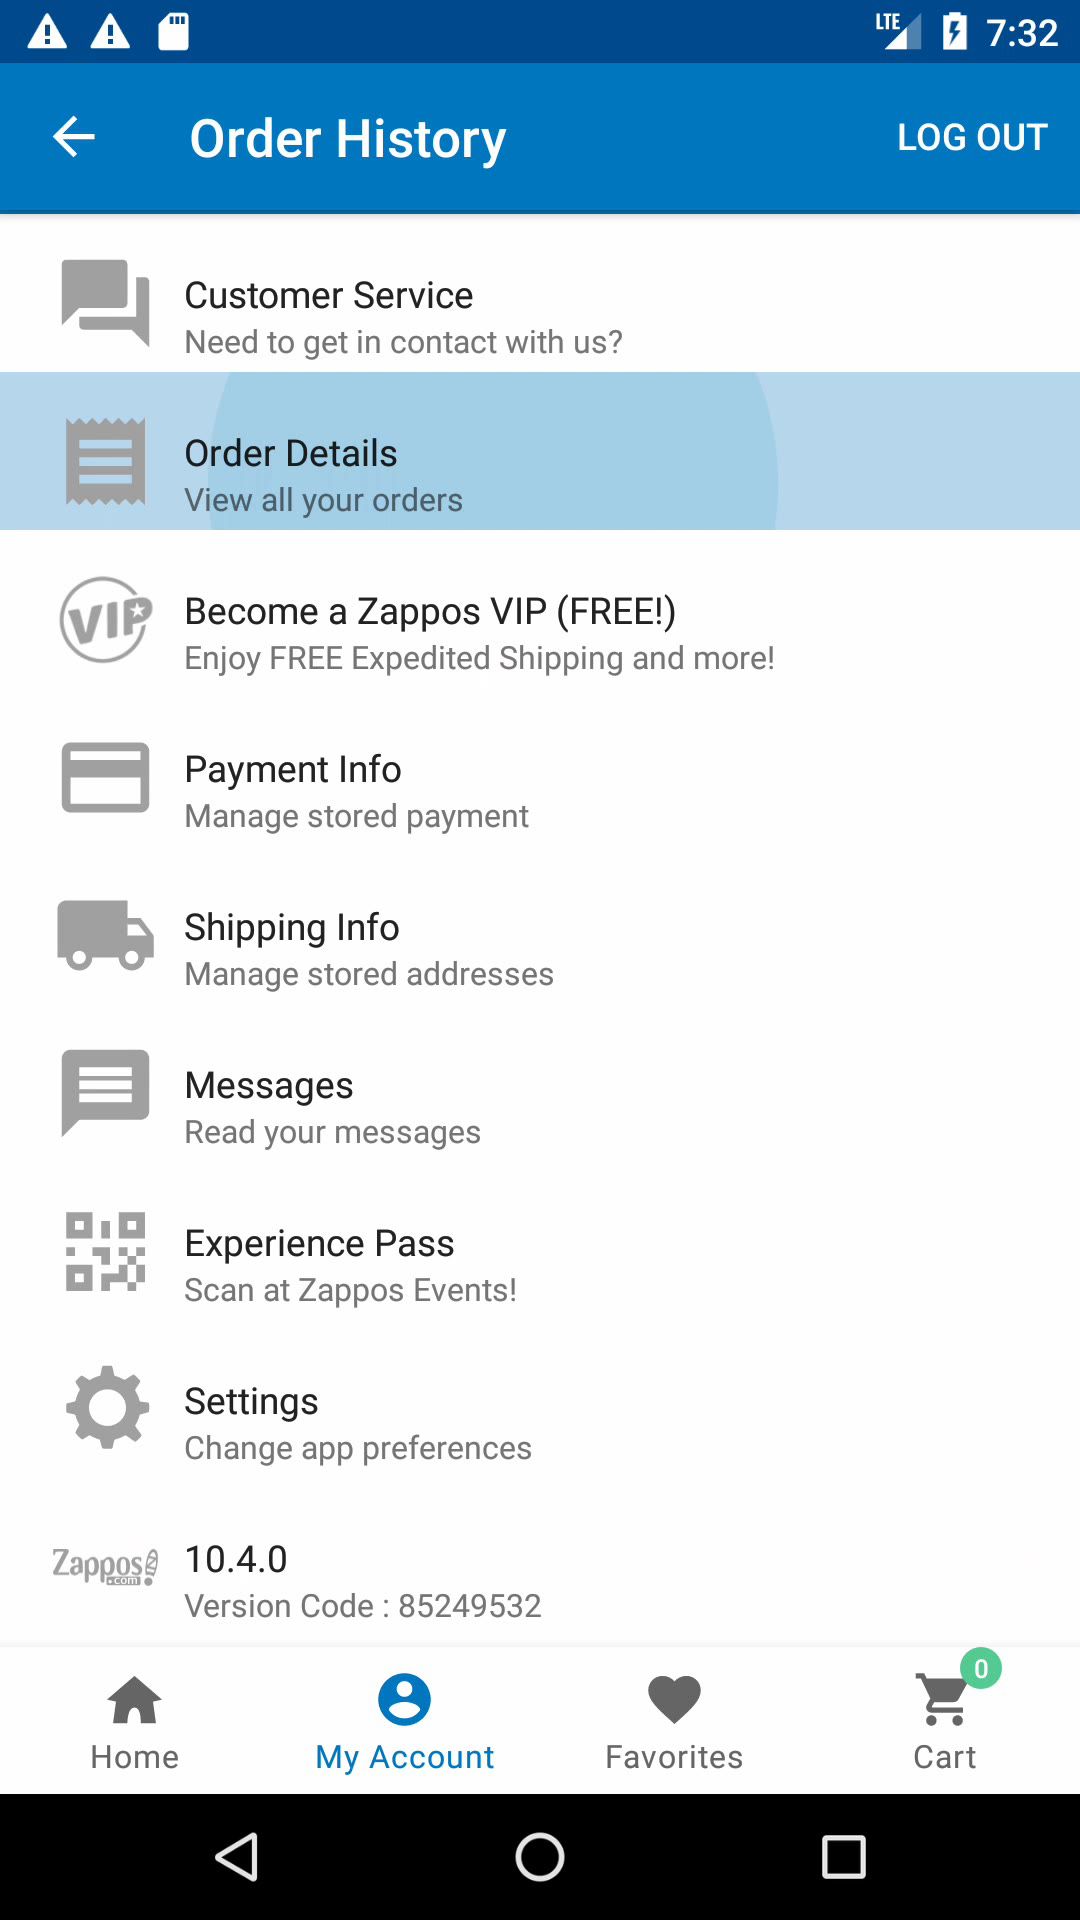 LTE 7:32
Order History LOG OUT
Customer Service
Need to get in contact with us?
Order Details
View all your orders
VIP
Become a Zappos VIP (FREE!)
Enjoy FREE Expedited Shipping and more!
Payment Info
Manage stored payment
Shipping Info
Manage stored addresses
Messages
Read your messages
Experience Pass
Scan at Zappos Events!
Settings
Change app preferences
Zappos
.com
10.4.0
Version Code : 85249532
0
Home My Account Favorites Cart